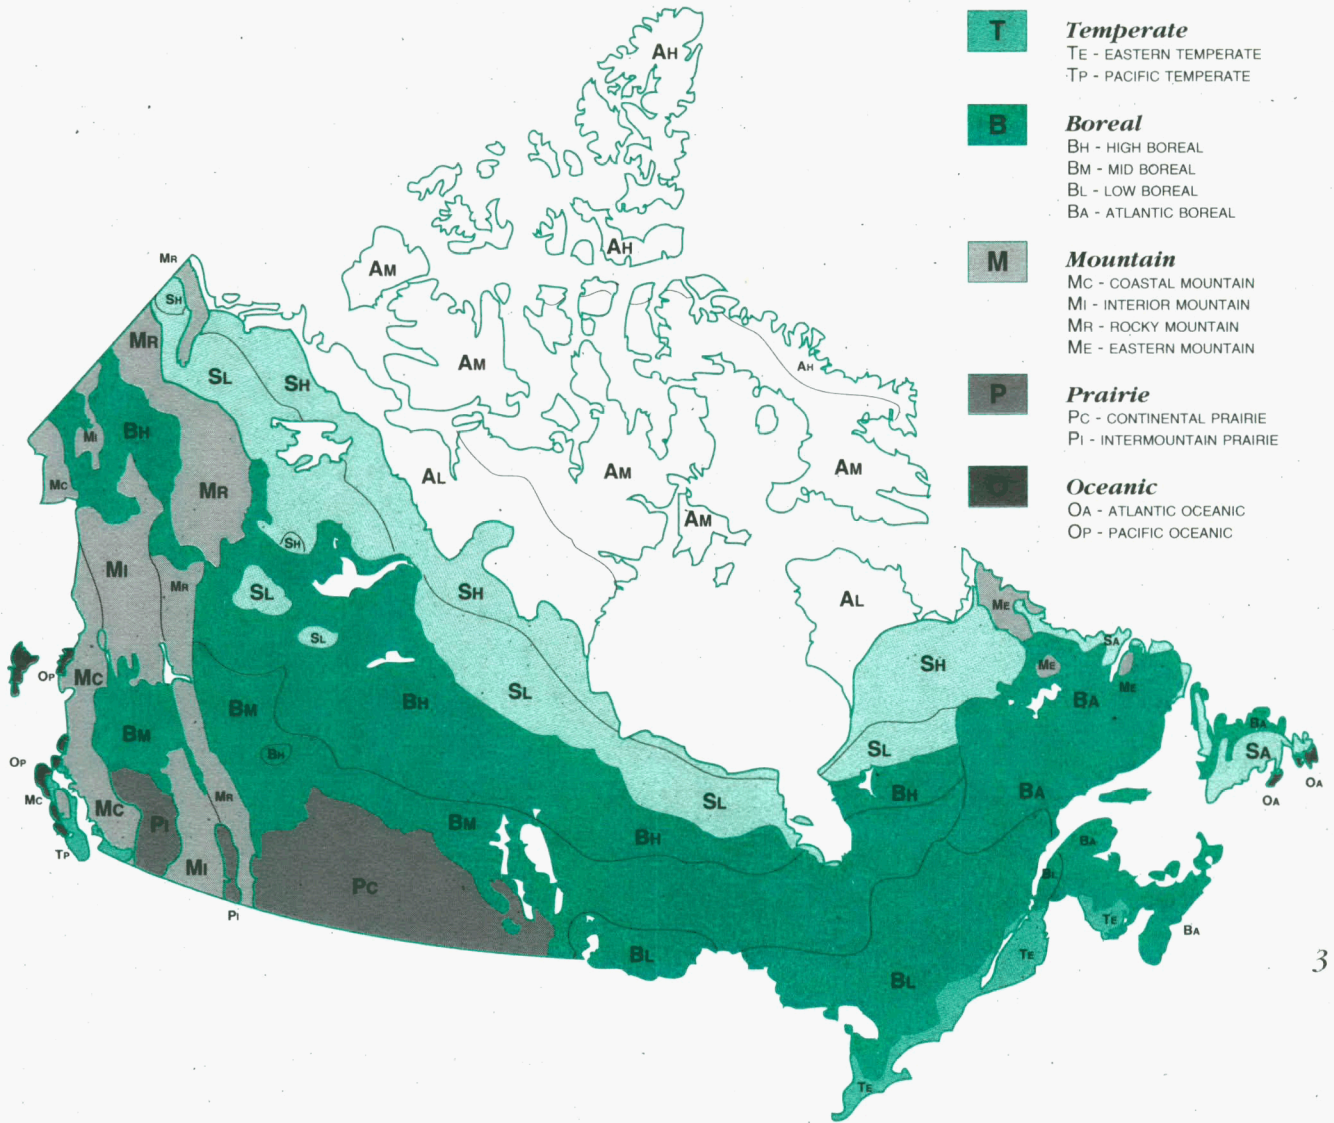 T
Temperate
TE - EASTERN TEMPERATE
TP - PACIFIC TEMPERATE
B
Boreal
BH - HIGH BOREAL
BM - MID BOREAL
BL - LOW BOREAL
BA - ATLANTIC BOREAL
M
Mountain
MC - COASTAL MOUNTAIN
MI - INTERIOR MOUNTAIN
MR - ROCKY MOUNTAIN
ME - EASTERN MOUNTAIN
P
Prairie
PC - CONTINENTAL PRAIRIE
PI - INTERMOUNTAIN PRAIRIE
Oceanic
OA - ATLANTIC OCEANIC
OP - PACIFIC OCEANIC
AH
AH
AM
MR
SH
MR
SL
SH
AM
AH
BH
MI
MC
MR
AL
AM
AM
AM
SH
MI
MR
SL
SH
AL
ME
SL
SA
SH
ME
ME
OP
MC
SL
BM
BH
BA
BM
BH
SL
BA
SA
OP
MC
MR
SL
BH
BA
OA
OA
MC
PI
BM
BH
BA
TP
MI
PC
BL
PI
TE
BA
BL
TE
BL
TE
3